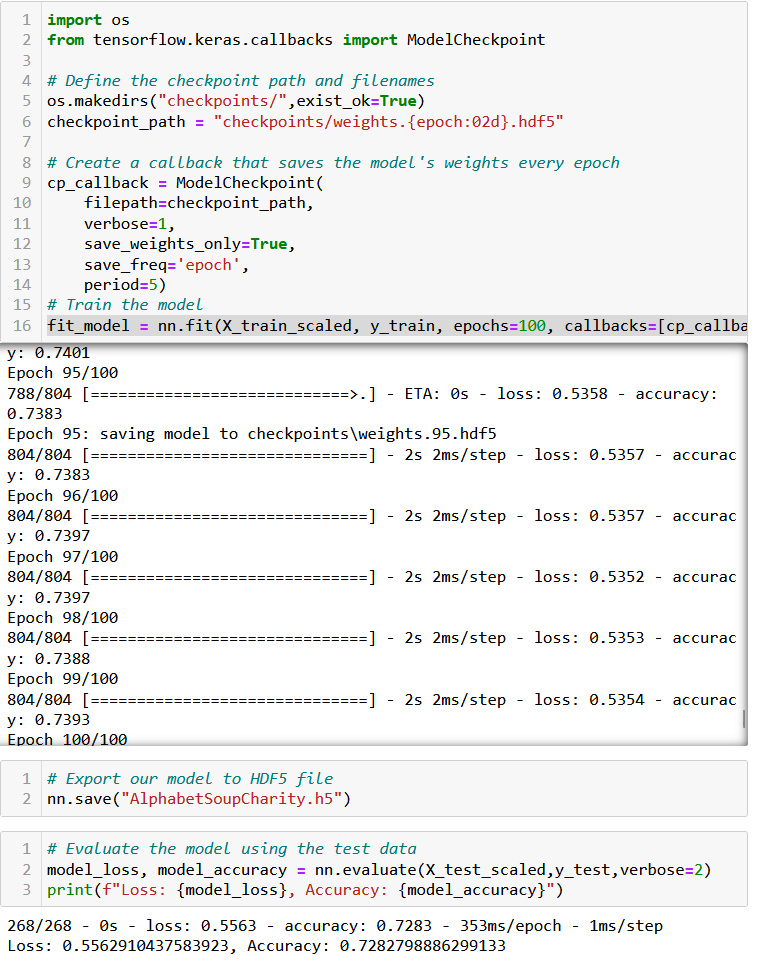 1 import os
2 from tensorflow.keras.callbacks import ModelCheckpoint
3
4 # Define the checkpoint path and filenames
5 os.makedirs("checkpoints/",exist_ok=True)
6 checkpoint_path = "checkpoints/weights.{epoch:02d}.hdf5"
7
8 # Create a callback that saves the model's weights every epoch
9 cp_callback = ModelCheckpoint(
10     filepath=checkpoint_path,
11     verbose=1,
12     save_weights_only=True,
13     save_freq='epoch',
14     period=5)
15 # Train the model
16 fit_model = nn.fit(X_train_scaled, y_train, epochs=100, callbacks=[cp_callba
y: 0.7401
Epoch 95/100
788/804 [============================>.] - ETA: 0s - loss: 0.5358 - accuracy:
0.7383
Epoch 95: saving model to checkpoints\weights.95.hdf5
804/804 [==============================] - 2s 2ms/step - loss: 0.5357 - accurac
y: 0.7383
Epoch 96/100
804/804 [==============================] - 2s 2ms/step - loss: 0.5357 - accurac
y: 0.7397
Epoch 97/100
804/804 [==============================] - 2s 2ms/step - loss: 0.5352 - accurac
y: 0.7397
Epoch 98/100
804/804 [==============================] - 2s 2ms/step - loss: 0.5353 - accurac
y: 0.7388
Epoch 99/100
804/804 [==============================] - 2s 2ms/step - loss: 0.5354 - accurac
y: 0.7393
Epoch 100/100
1 # Export our model to HDF5 file
2 nn.save("AlphabetSoupCharity.h5")
1 # Evaluate the model using the test data
2 model_loss, model_accuracy = nn.evaluate(X_test_scaled,y_test,verbose=2)
3 print(f"Loss: {model_loss}, Accuracy: {model_accuracy}")
268/268 - 0s - loss: 0.5563 - accuracy: 0.7283 - 353ms/epoch - 1ms/step
Loss: 0.5562910437583923, Accuracy: 0.7282798886299133